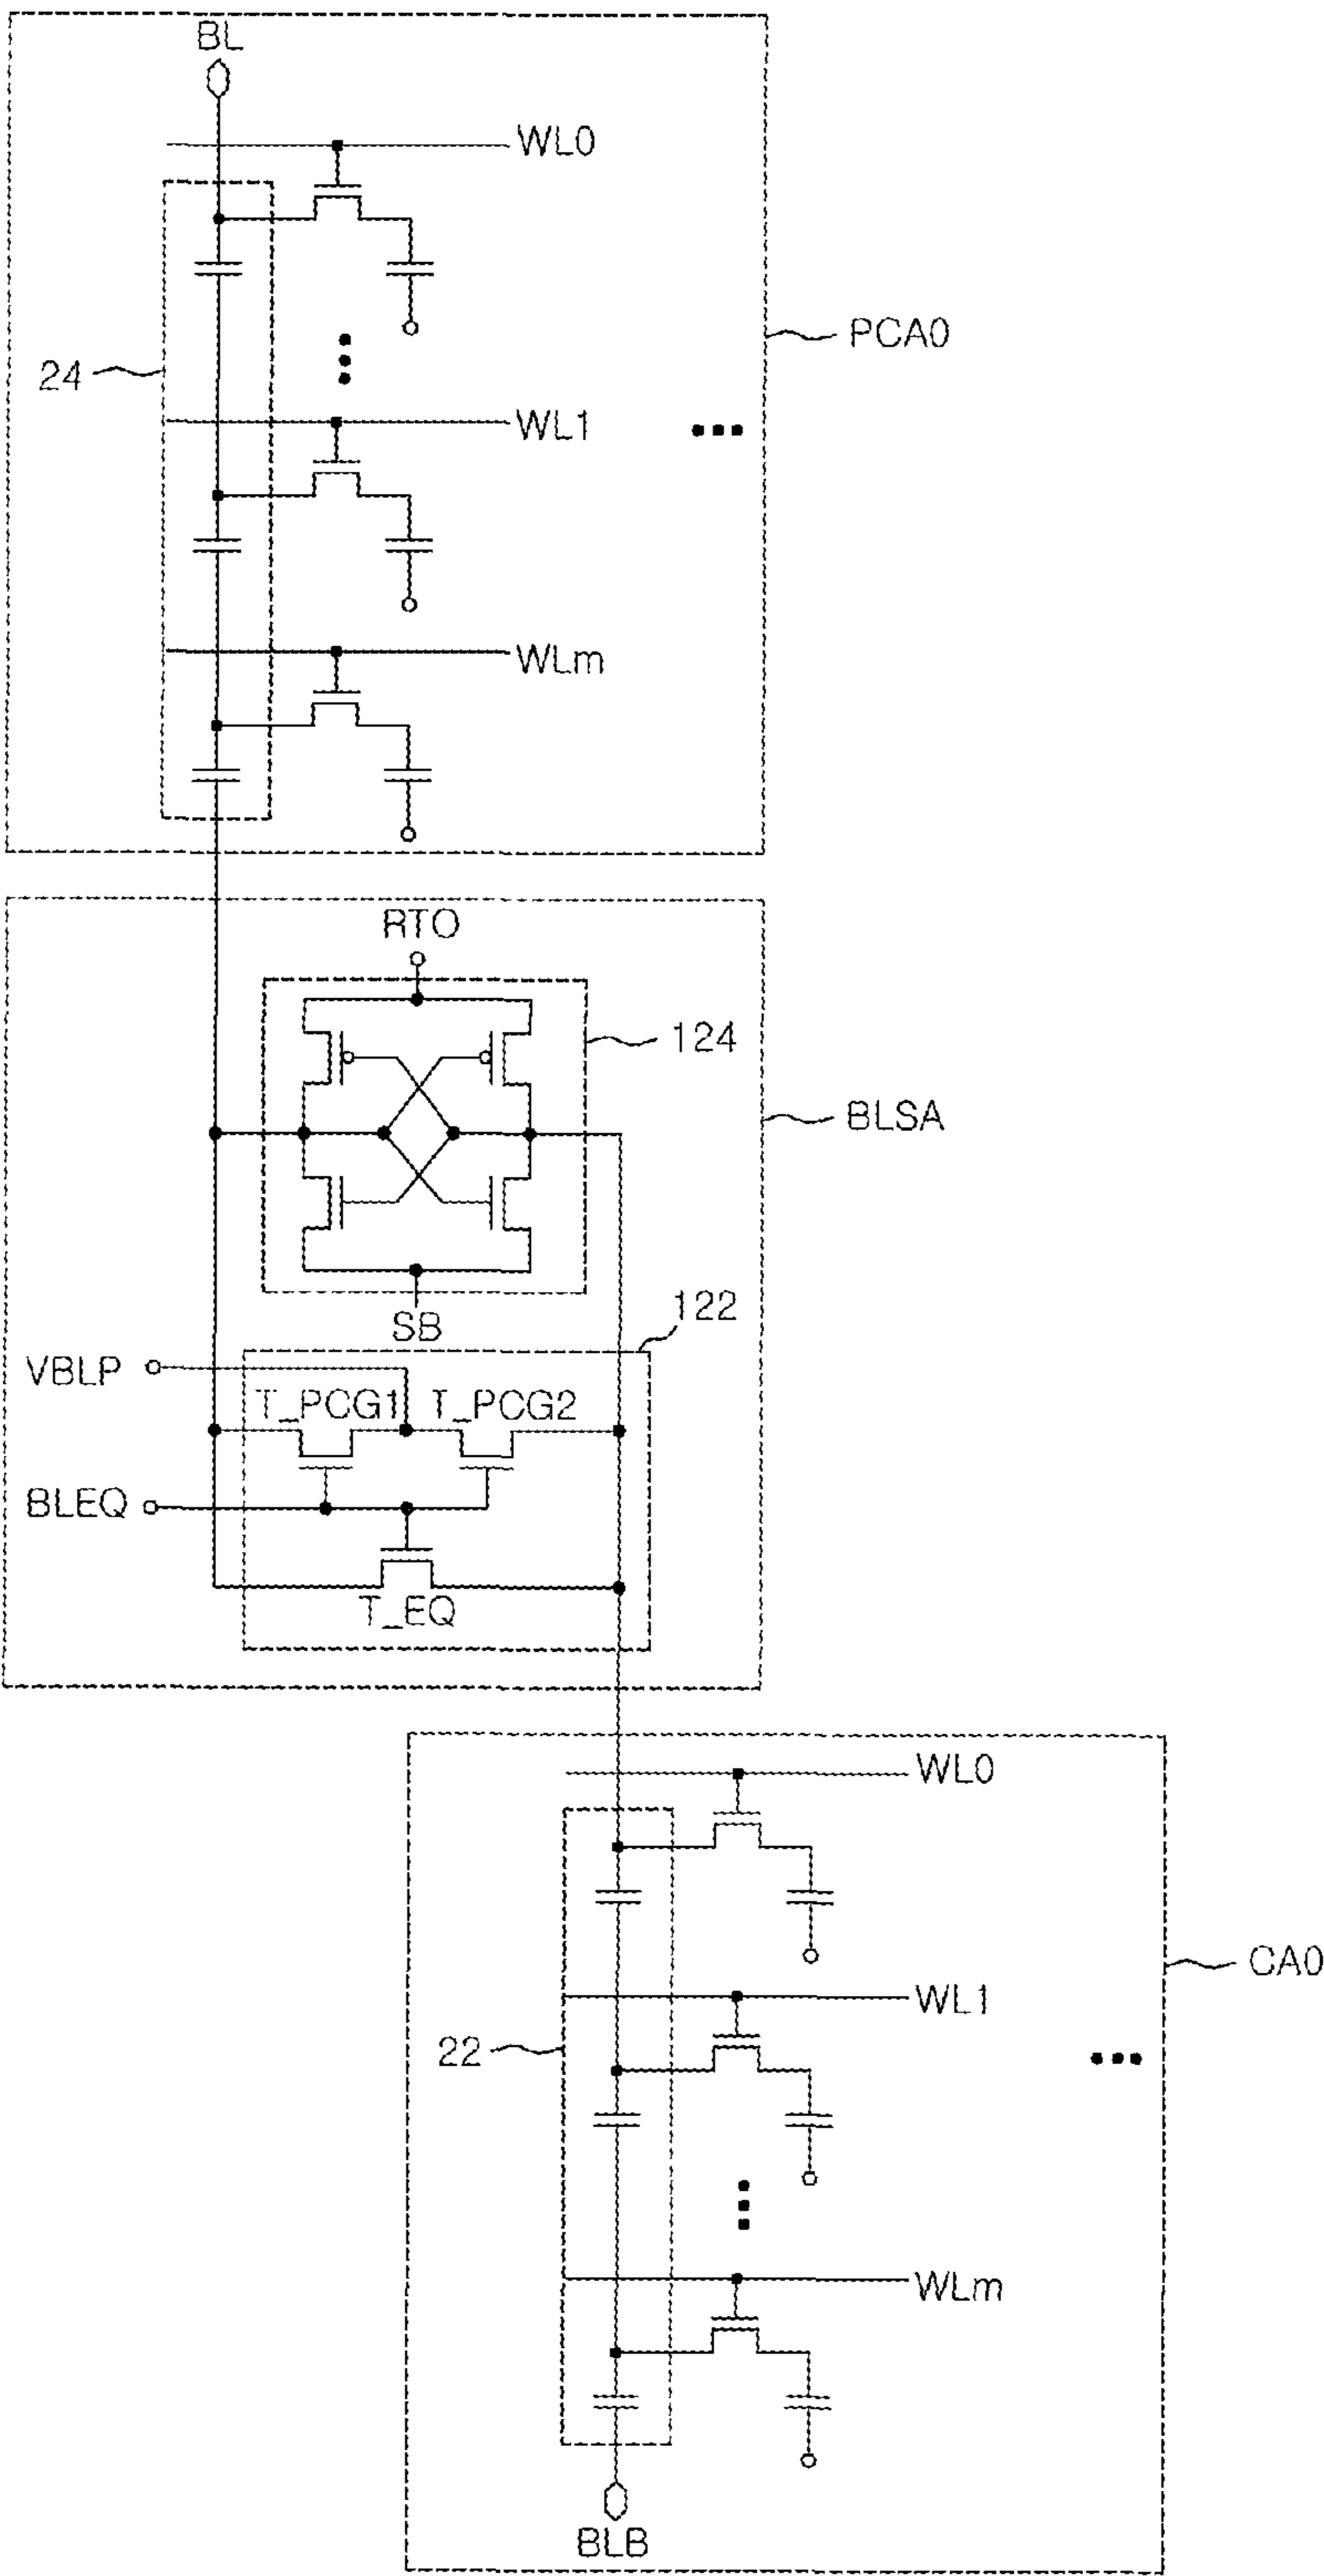 BL
WL0
PCA0
24
WL1
WLm
RTO
124
BLSA
SB
122
VBLP
T_PCG1 T_PCG2
BLEQ
T_EQ
WL0
CA0
WL1
22
WLm
BLB